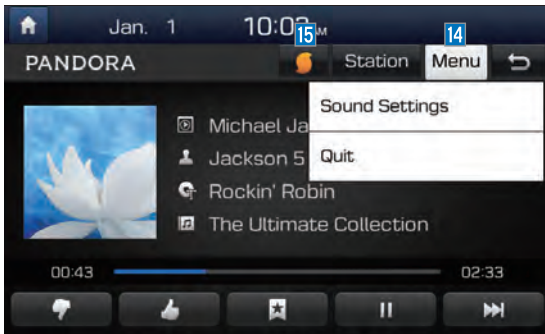 Jan. 1
15
14
PANDORA
Station
Menu
Sound Settings
Quit
Jackson 5
Rockin' Robin
The Ultimate Collection
Michael
00:43
02:33